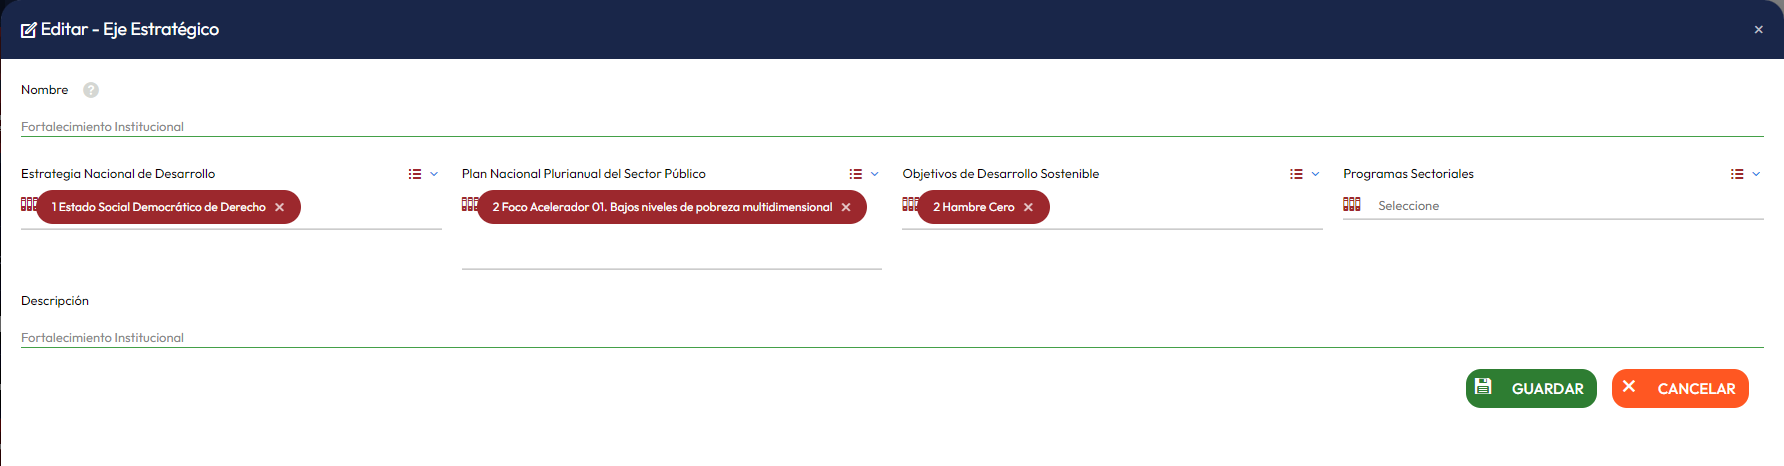 Editar - Eje Estratégico
Nombre ?
Fortalecimiento Institucional
Estrategia Nacional de Desarrollo
1 Estado Social Democrático de Derecho
Plan Nacional Plurianual del Sector Público
2 Foco Acelerador 01. Bajos niveles de pobreza multidimensional
Objetivos de Desarrollo Sostenible
2 Hambre Cero
Programas Sectoriales
Seleccione
Descripción
Fortalecimiento Institucional
GUARDAR
CANCELAR